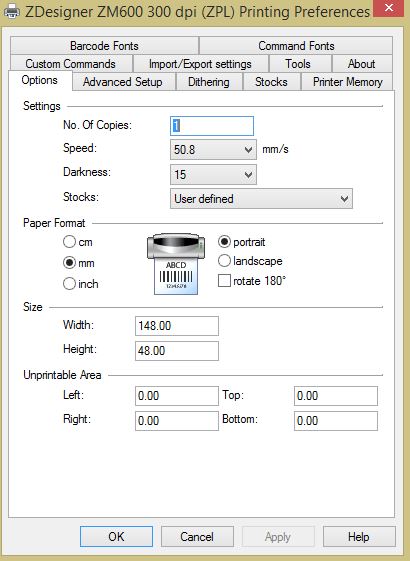 ZDesigner ZM600 300 dpi (ZPL) Printing Preferences
Barcode Fonts Command Fonts
Custom Commands Import/Export settings Tools About
Options Advanced Setup Dithering Stocks Printer Memory
Settings
No. Of Copies: 1
Speed: 50.8 mm/s
Darkness: 15
Stocks: User defined
Paper Format
cm portrait
mm landscape
inch rotate 180°
ABCD
Size
Width: 148.00
Height: 48.00
Unprintable Area
Left: 0.00 Top: 0.00
Right: 0.00 Bottom: 0.00
OK Cancel Apply Help